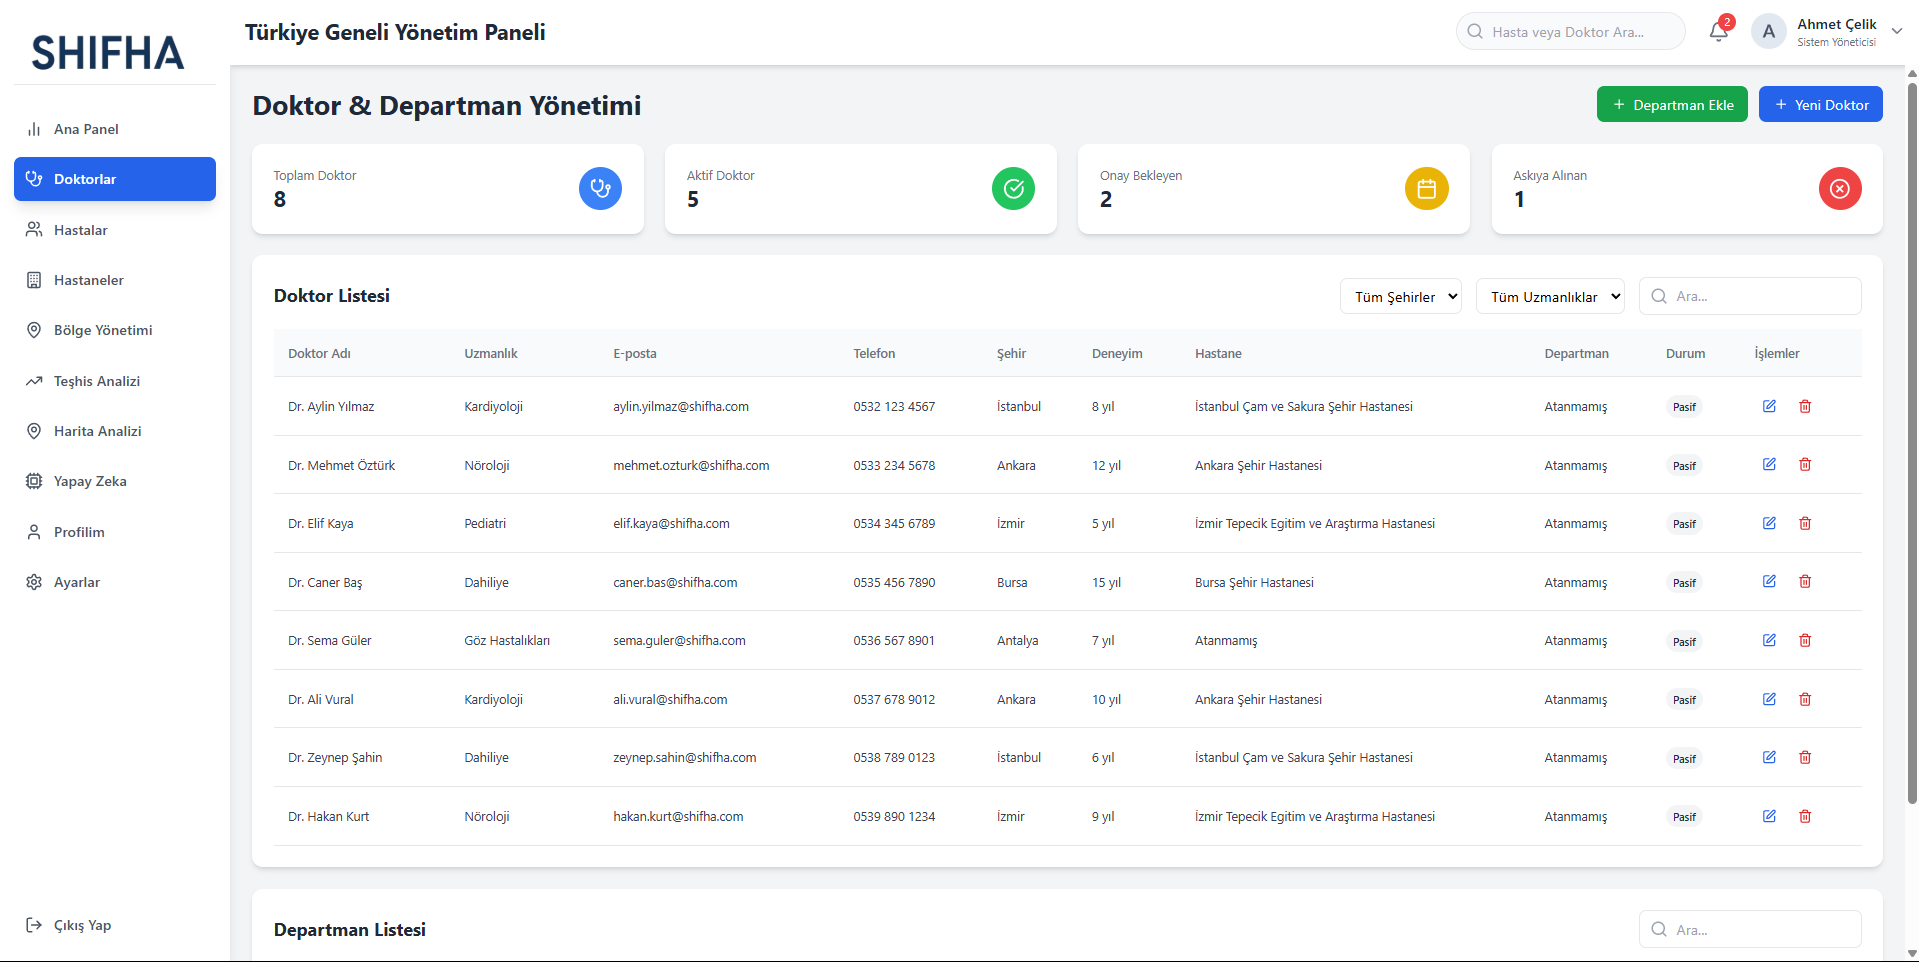 SHIFHA
Türkiye Geneli Yönetim Paneli
Hasta veya Doktor Ara...
2
A
Ahmet Çelik
Sistem Yöneticisi
Ana Panel
Doktorlar
Hastalar
Hastaneler
Bölge Yönetimi
Teşhis Analizi
Harita Analizi
Yapay Zeka
Profilim
Ayarlar
Çıkış Yap
Doktor & Departman Yönetimi
+ Departman Ekle
+ Yeni Doktor
Toplam Doktor
8
Aktif Doktor
5
Onay Bekleyen
2
Askıya Alınan
1
Doktor Listesi
Tüm Şehirler
Tüm Uzmanlıklar
Ara...
Doktor Adı Uzmanlık E-posta Telefon Şehir Deneyim Hastane Departman Durum İşlemler
Dr. Aylin Yılmaz Kardiyoloji aylin.yilmaz@shifha.com 0532 123 4567 İstanbul 8 yıl İstanbul Çam ve Sakura Şehir Hastanesi Atanmamış Pasif
Dr. Mehmet Öztürk Nöroloji mehmet.ozturk@shifha.com 0533 234 5678 Ankara 12 yıl Ankara Şehir Hastanesi Atanmamış Pasif
Dr. Elif Kaya Pediatri elif.kaya@shifha.com 0534 345 6789 İzmir 5 yıl İzmir Tepecik Egitim ve Araştırma Hastanesi Atanmamış Pasif
Dr. Caner Baş Dahiliye caner.bas@shifha.com 0535 456 7890 Bursa 15 yıl Bursa Şehir Hastanesi Atanmamış Pasif
Dr. Sema Güler Göz Hastalıkları sema.guler@shifha.com 0536 567 8901 Antalya 7 yıl Atanmamış Atanmamış Pasif
Dr. Ali Vural Kardiyoloji ali.vural@shifha.com 0537 678 9012 Ankara 10 yıl Ankara Şehir Hastanesi Atanmamış Pasif
Dr. Zeynep Şahin Dahiliye zeynep.sahin@shifha.com 0538 789 0123 İstanbul 6 yıl İstanbul Çam ve Sakura Şehir Hastanesi Atanmamış Pasif
Dr. Hakan Kurt Nöroloji hakan.kurt@shifha.com 0539 890 1234 İzmir 9 yıl İzmir Tepecik Egitim ve Araştırma Hastanesi Atanmamış Pasif
Departman Listesi
Ara...